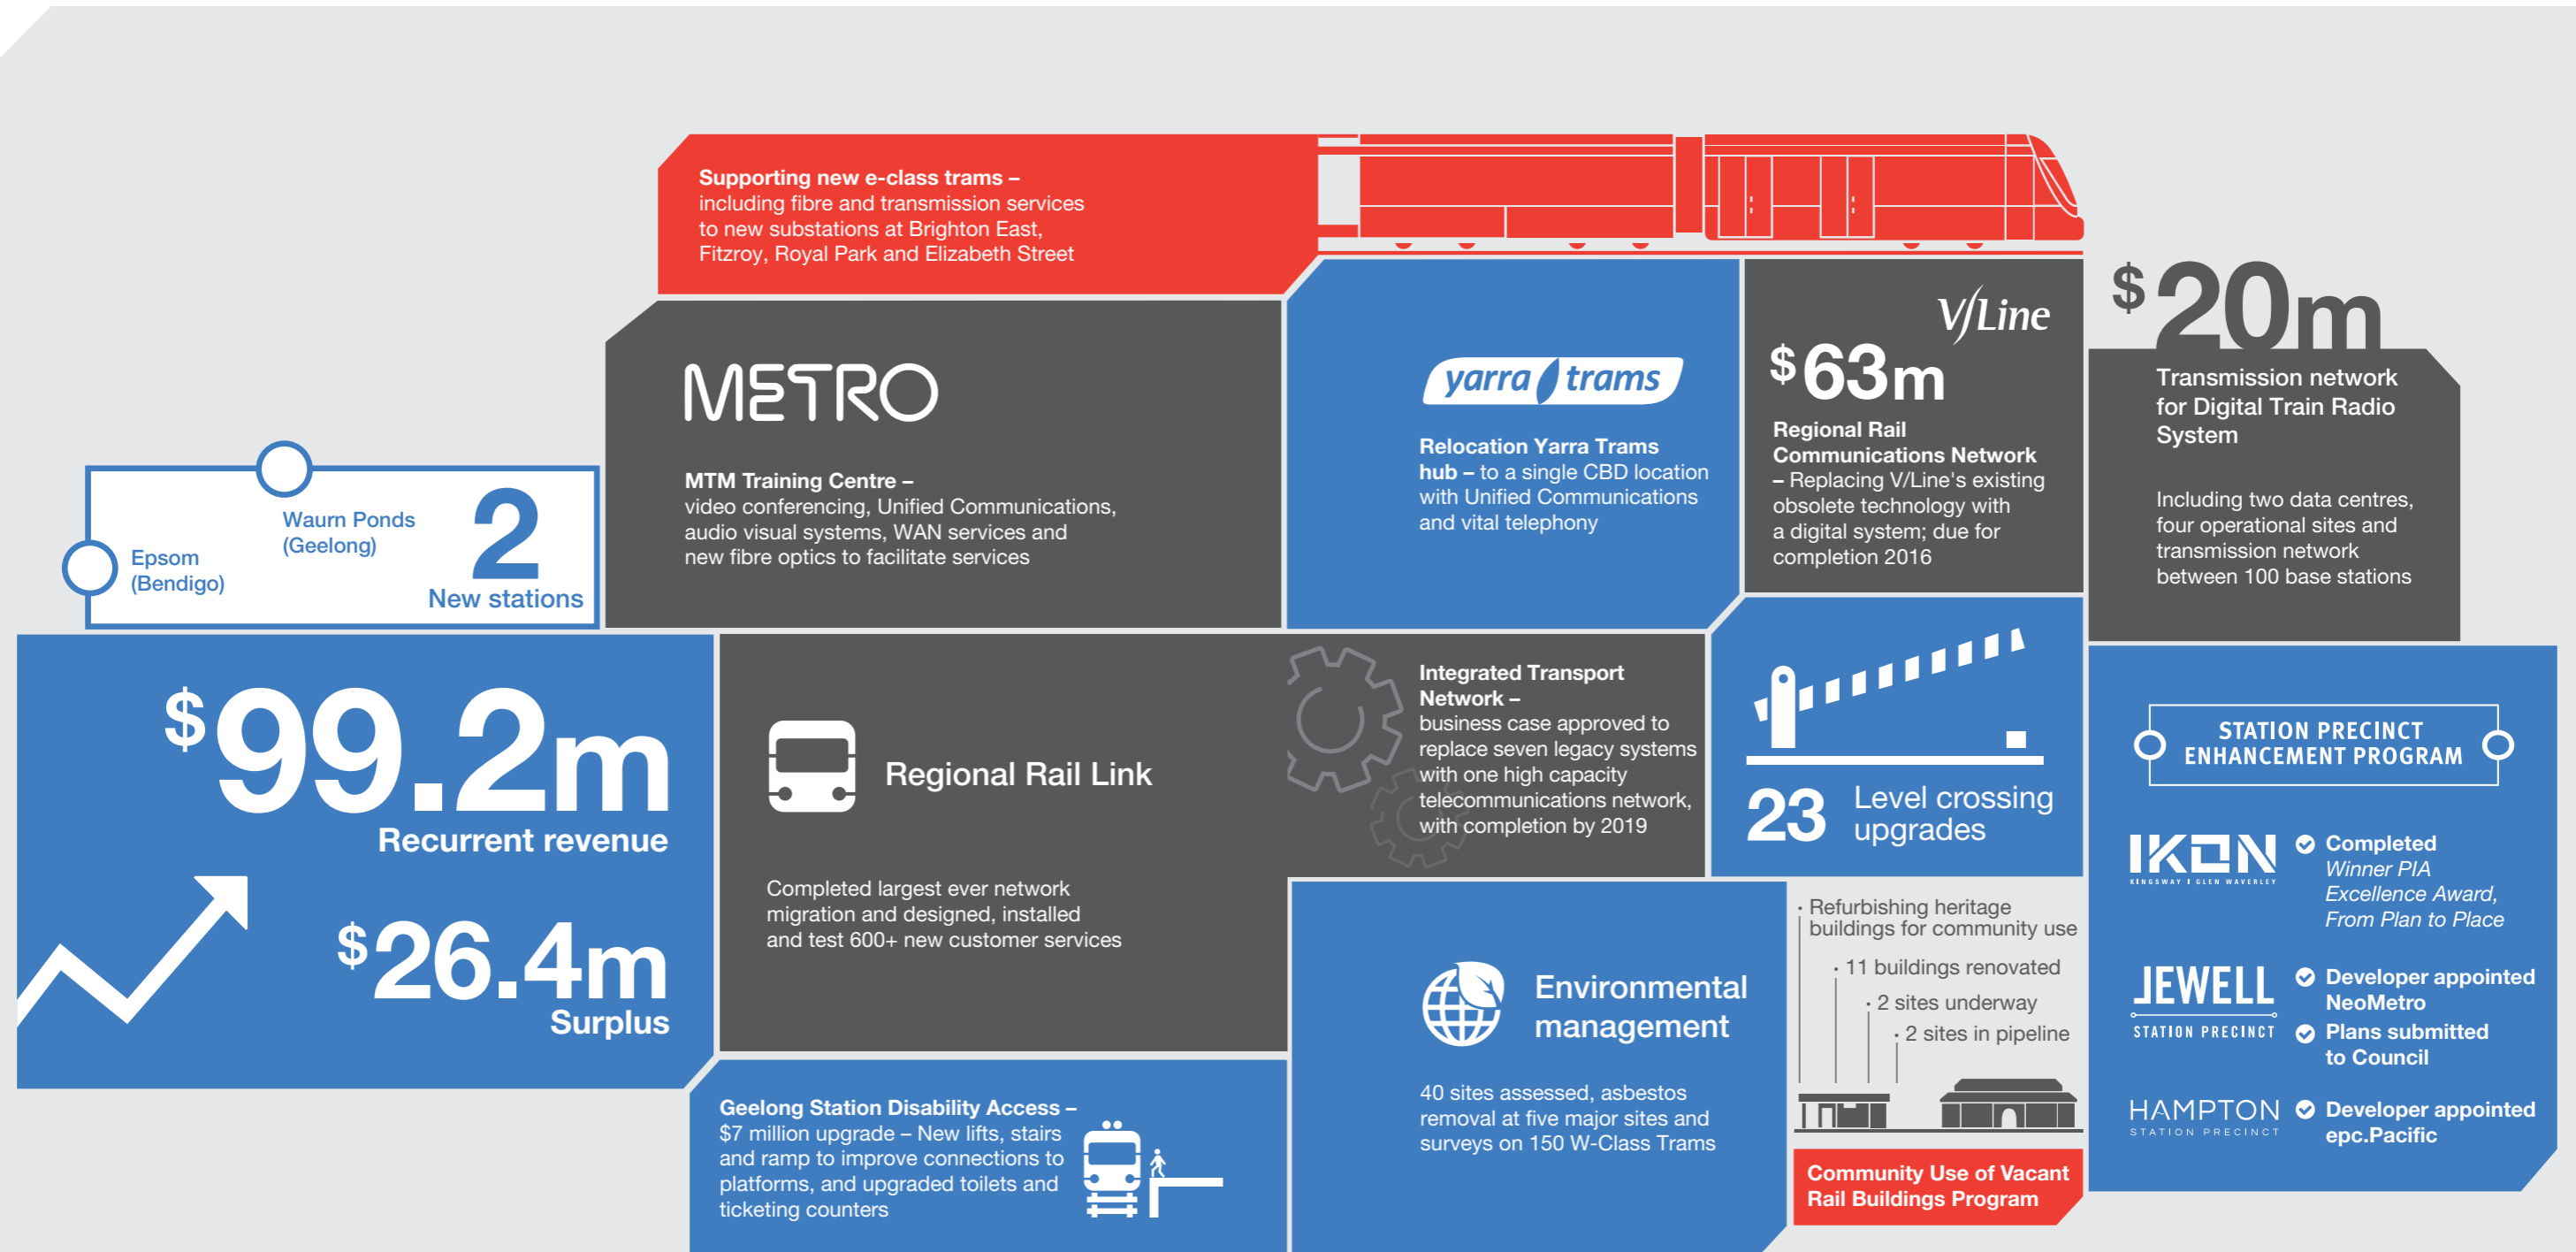 Supporting new e-class trams –
including fibre and transmission services
to new substations at Brighton East,
Fitzroy, Royal Park and Elizabeth Street
METRO
MTM Training Centre –
video conferencing, Unified Communications,
audio visual systems, WAN services and
new fibre optics to facilitate services
yarra trams
Relocation Yarra Trams
hub – to a single CBD location
with Unified Communications
and vital telephony
V/Line
$63m
Regional Rail
Communications Network
– Replacing V/Line's existing
obsolete technology with
a digital system; due for
completion 2016
$20m
Transmission network
for Digital Train Radio
System
Including two data centres,
four operational sites and
transmission network
between 100 base stations
Epsom
(Bendigo)
Waurn Ponds
(Geelong)
2
New stations
$99.2m
Recurrent revenue
$26.4m
Surplus
Regional Rail Link
Completed largest ever network
migration and designed, installed
and test 600+ new customer services
Integrated Transport
Network –
business case approved to
replace seven legacy systems
with one high capacity
telecommunications network,
with completion by 2019
23 Level crossing
upgrades
STATION PRECINCT
ENHANCEMENT PROGRAM
IKON
KINGSWAY | GLEN WAVERLEY
Completed
Winner PIA
Excellence Award,
From Plan to Place
JEWELL
STATION PRECINCT
Developer appointed
NeoMetro
Plans submitted
to Council
HAMPTON
STATION PRECINCT
Developer appointed
epc.Pacific
Geelong Station Disability Access –
$7 million upgrade – New lifts, stairs
and ramp to improve connections to
platforms, and upgraded toilets and
ticketing counters
Environmental
management
40 sites assessed, asbestos
removal at five major sites and
surveys on 150 W-Class Trams
· Refurbishing heritage
buildings for community use
· 11 buildings renovated
· 2 sites underway
· 2 sites in pipeline
Community Use of Vacant
Rail Buildings Program